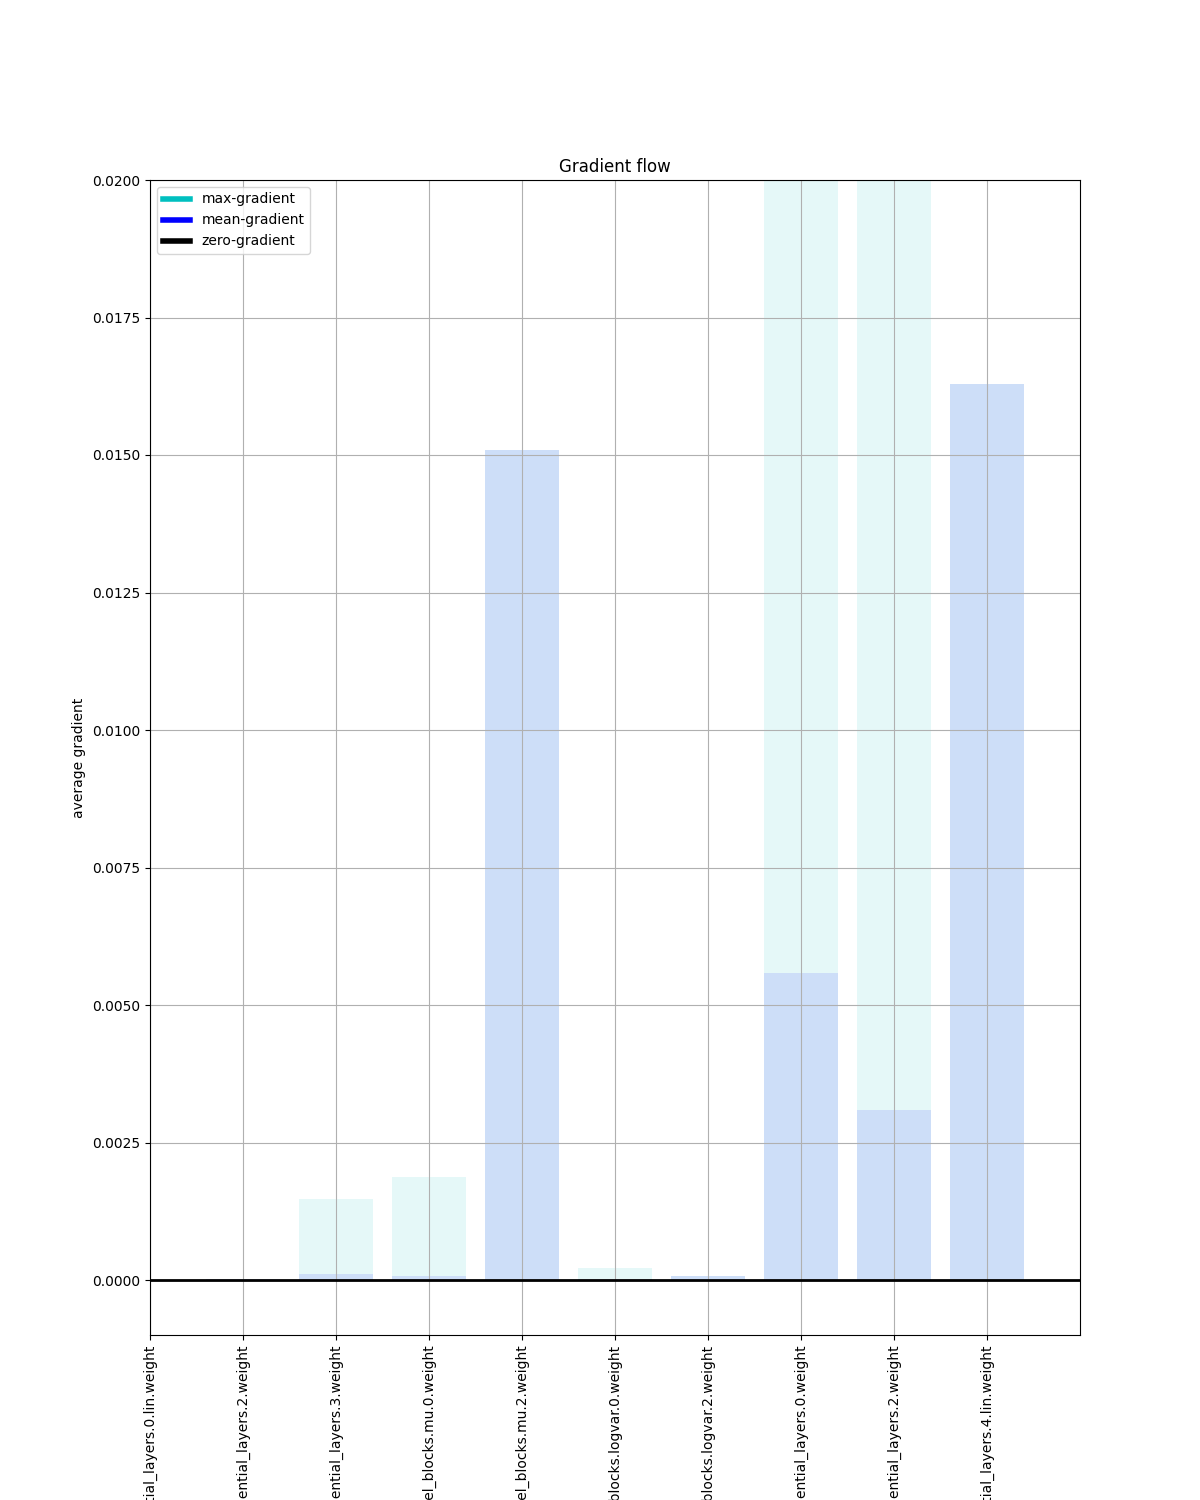 Gradient flow
max-gradient
mean-gradient
zero-gradient
0.0200
0.0175
0.0150
0.0125
0.0100
0.0075
0.0050
0.0025
0.0000
average gradient
tial_layers.0.lin.weight
ential_layers.2.weight
ential_layers.3.weight
el_blocks.mu.0.weight
el_blocks.mu.2.weight
blocks.logvar.0.weight
blocks.logvar.2.weight
ential_layers.0.weight
ential_layers.2.weight
tial_layers.4.lin.weight